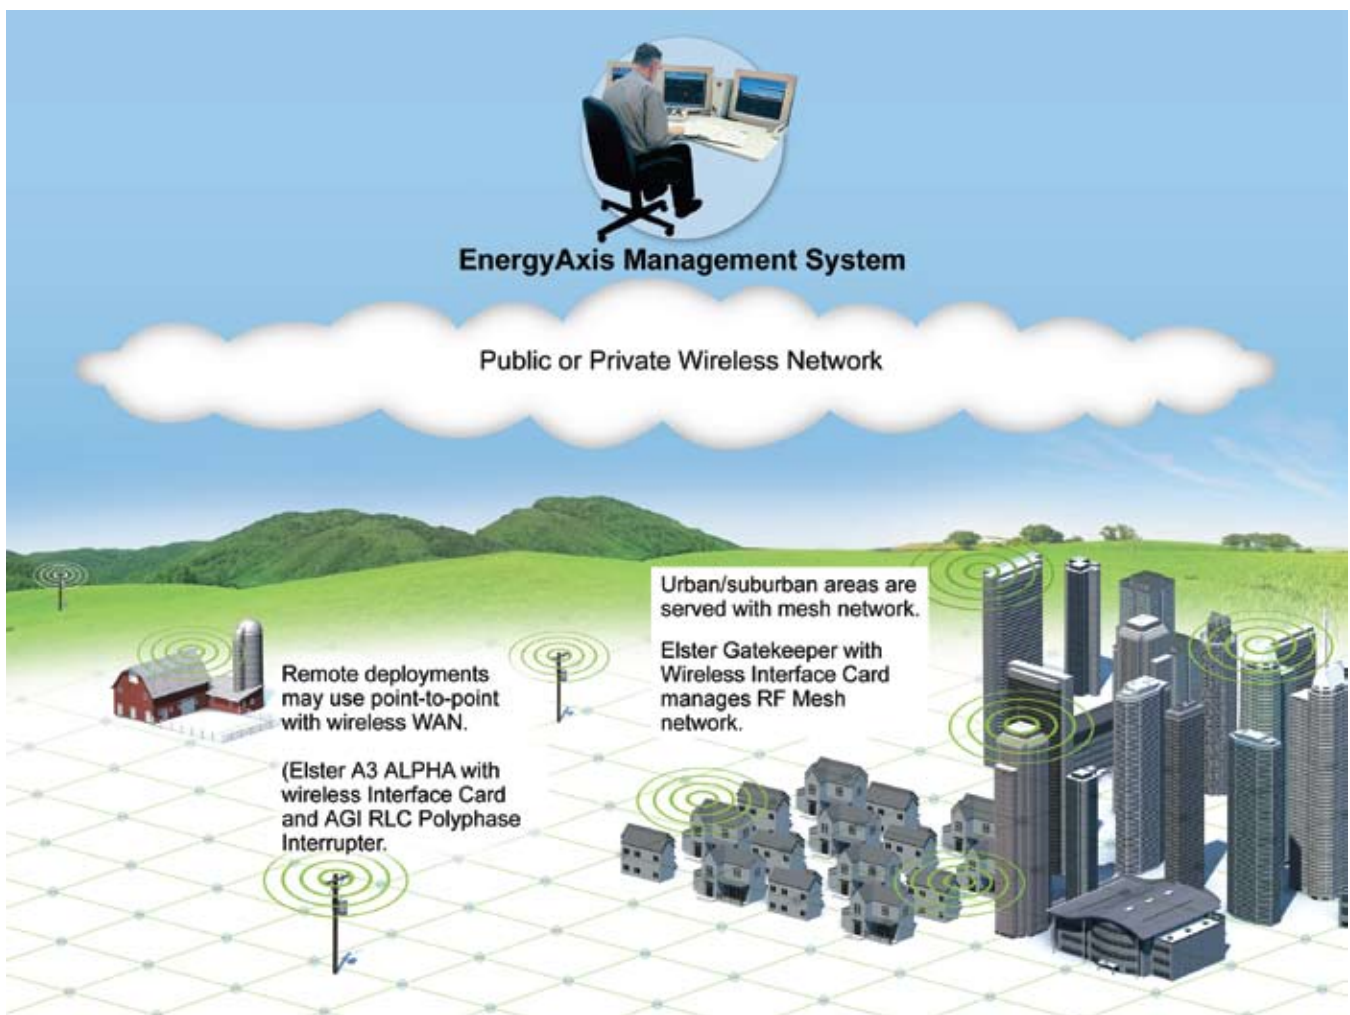 EnergyAxis Management System
Public or Private Wireless Network
Urban/suburban areas are
served with mesh network.
Elster Gatekeeper with
Wireless Interface Card
manages RF Mesh
network.
Remote deployments
may use point-to-point
with wireless WAN.
(Elster A3 ALPHA with
wireless Interface Card
and AGI RLC Polyphase
Interrupter.